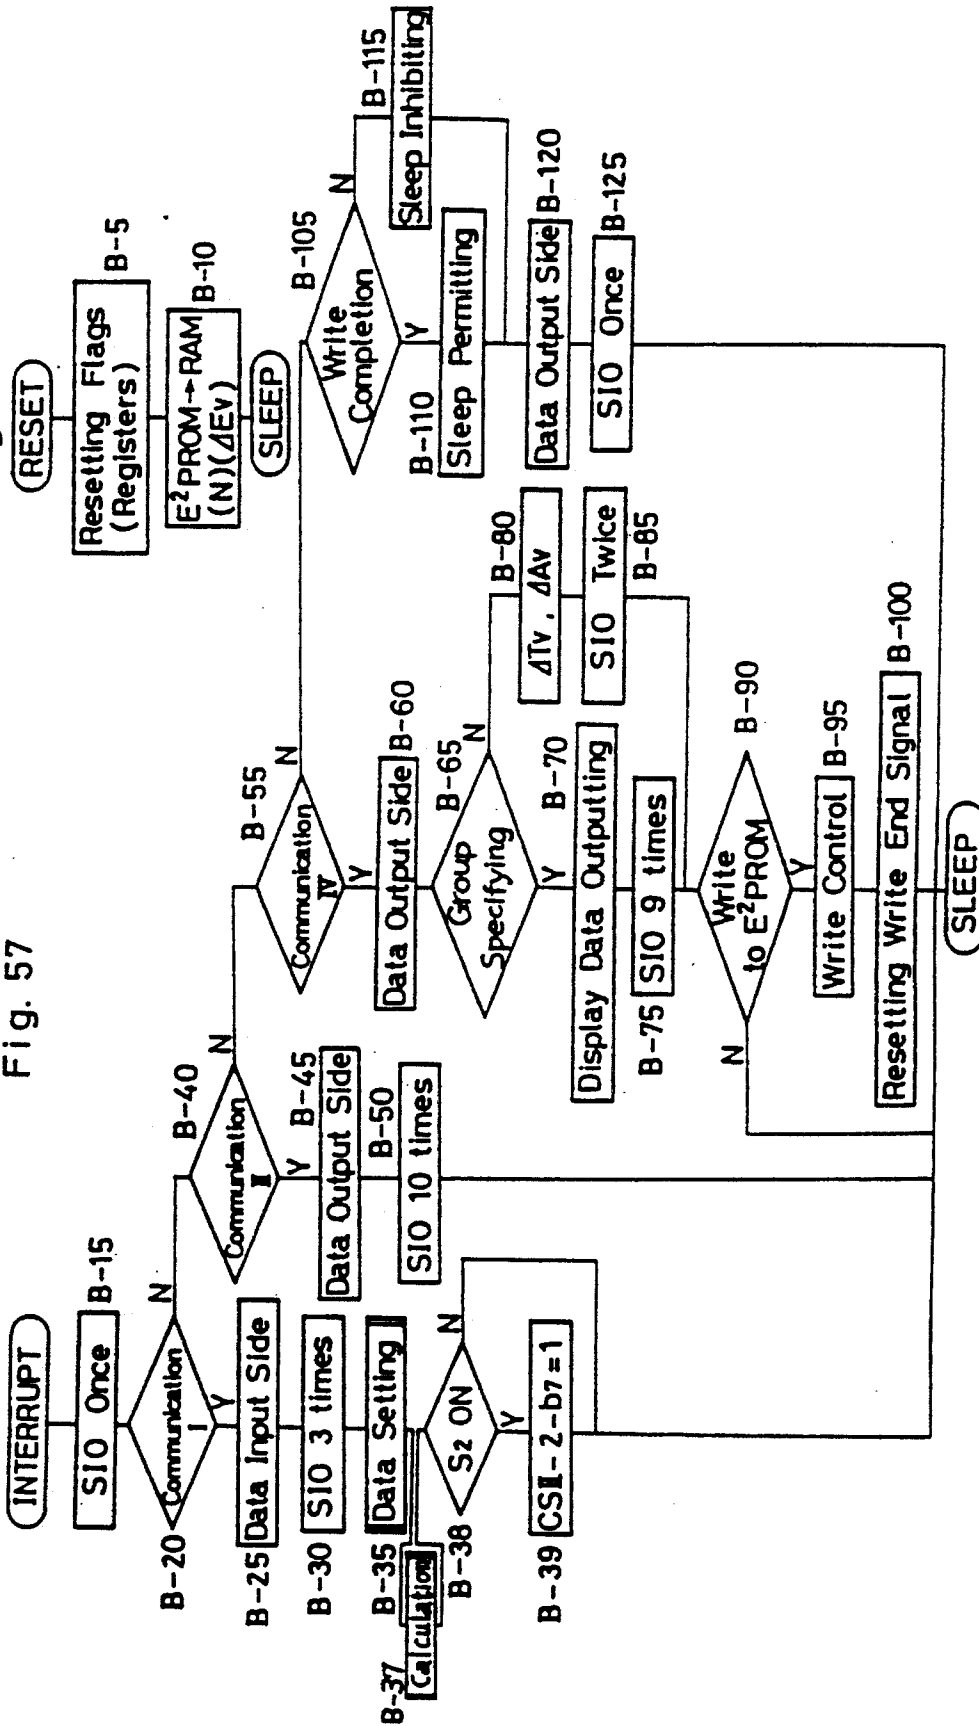 Fig. 57
RESET
Resetting Flags
(Registers)
B-5
E²PROM→RAM
(N)(ΔEv)
B-10
SLEEP
INTERRUPT
SIO Once
B-15
Communication
I
B-20
N
Y
Data Input Side
B-25
SIO 3 times
B-30
Data Setting
B-35
Calculation
B-37
S2 ON
B-38
N
Y
CSⅡ-2-b7=1
B-39
Communication
Ⅱ
B-40
N
Y
Data Output Side
B-45
SIO 10 times
B-50
Communication
IV
B-55
N
Y
Data Output Side
B-60
Group
Specifying
B-65
N
Y
Display Data Outputting
B-70
SIO 9 times
B-75
ΔTv, ΔAv
B-80
SIO Twice
B-85
Write
to E²PROM
B-90
N
Y
Write Control
B-95
Resetting Write End Signal
B-100
Write
Completion
B-105
N
Y
Sleep Permitting
B-110
Sleep Inhibiting
B-115
Data Output Side
B-120
SIO Once
B-125
SLEEP